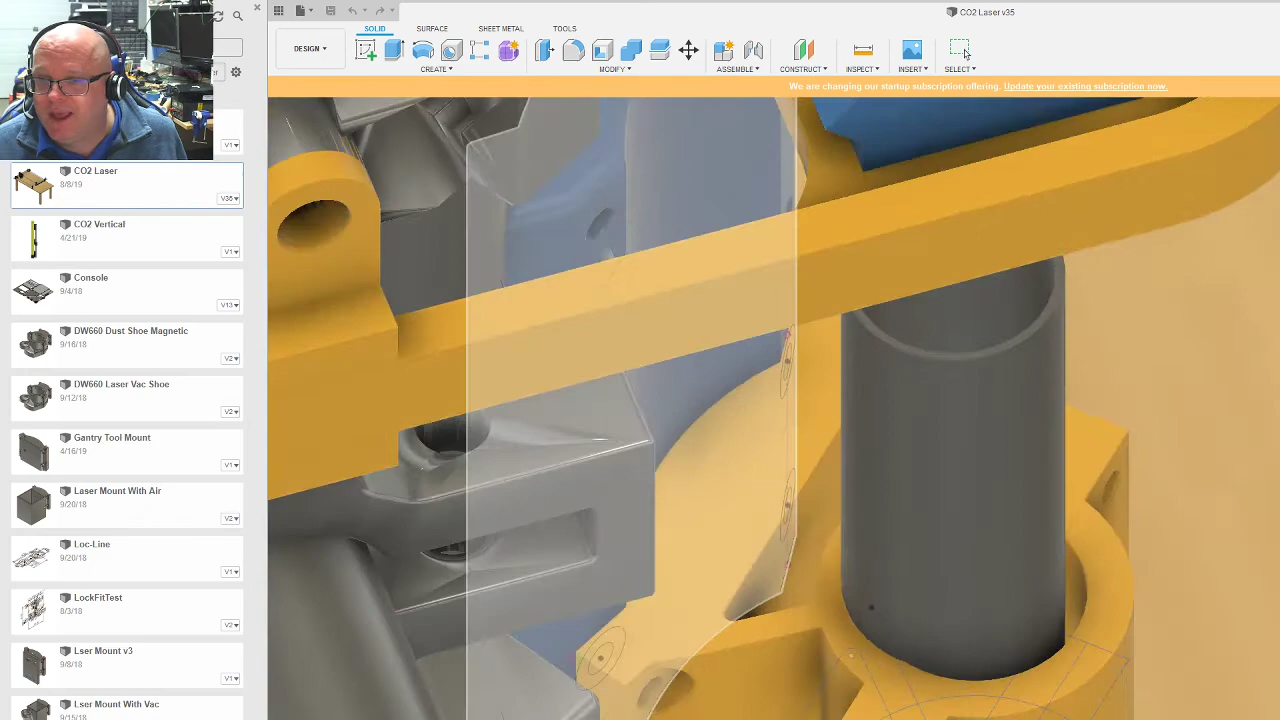 CO2 Laser v35
SOLID
SURFACE
SHEET METAL
TOOLS
DESIGN
CREATE
MODIFY
ASSEMBLE
CONSTRUCT
INSPECT
INSERT
SELECT
We are changing our startup subscription offering. Update your existing subscription now.
V1
CO2 Laser
8/8/19
CO2 Vertical
4/21/19
V1
Console
9/4/18
V13
DW660 Dust Shoe Magnetic
9/16/18
V2
DW660 Laser Vac Shoe
9/12/18
V2
Gantry Tool Mount
4/16/19
V1
Laser Mount With Air
9/20/18
V2
Loc-Line
9/20/18
V1
LockFitTest
8/3/18
V2
Lser Mount v3
9/8/18
V1
Lser Mount With Vac
9/15/18